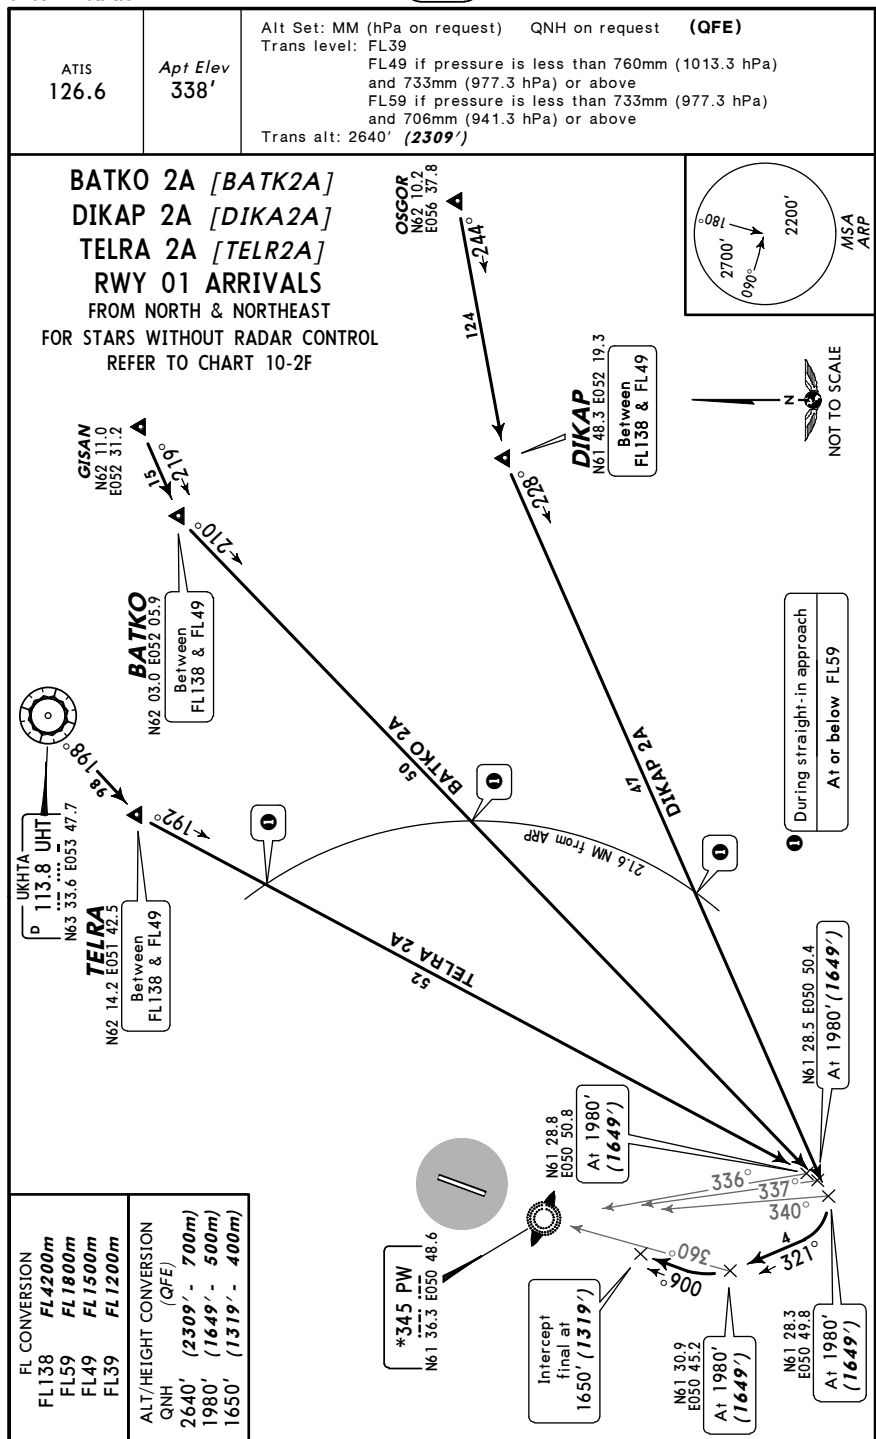 ATIS
126.6
Apt Elev
338'
Alt Set: MM (hPa on request) QNH on request (QFE)
Trans level: FL39
FL49 if pressure is less than 760mm (1013.3 hPa)
and 733mm (977.3 hPa) or above
FL59 if pressure is less than 733mm (977.3 hPa)
and 706mm (941.3 hPa) or above
Trans alt: 2640' (2309')
BATKO 2A [BATK2A]
DIKAP 2A [DIKA2A]
TELRA 2A [TELR2A]
RWY 01 ARRIVALS
FROM NORTH & NORTHEAST
FOR STARS WITHOUT RADAR CONTROL
REFER TO CHART 10-2F
OSGOR
N62 10.2
E056 37.8
244°
124
180°
2700'
2200'
090°
MSA
ARP
N
NOT TO SCALE
DIKAP
N61 48.3 E052 19.3
Between
FL138 & FL49
228°
GISAN
N62 11.0
E052 31.2
219°
15
210°
BATKO
N62 03.0 E052 05.9
Between
FL138 & FL49
UKHTA
D 113.8 UHT
N63 33.6 E053 47.7
198°
98
192°
TELRA
N62 14.2 E051 42.5
Between
FL138 & FL49
BATKO 2A
50
DIKAP 2A
47
TELRA 2A
52
21.6 NM from ARP
1
1
1
1 During straight-in approach
At or below FL59
N61 28.5 E050 50.4
At 1980' (1649')
N61 28.8
E050 50.8
At 1980'
(1649')
336°
337°
340°
4
321°
360°
006°
*345 PW
N61 36.3 E050 48.6
Intercept
final at
1650' (1319')
N61 30.9
E050 45.2
At 1980'
(1649')
N61 28.3
E050 49.8
At 1980'
(1649')
FL CONVERSION
FL138 FL4200m
FL59 FL1800m
FL49 FL1500m
FL39 FL1200m
ALT/HEIGHT CONVERSION
QNH (QFE)
2640' (2309' - 700m)
1980' (1649' - 500m)
1650' (1319' - 400m)